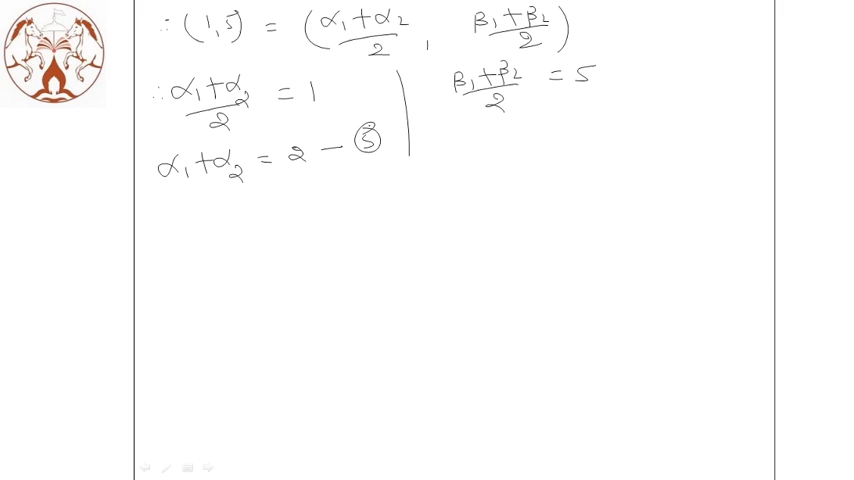 ∴ (1,5) = (α₁+α₂/2 , β₁+β₂/2)
∴ α₁+α₂/2 = 1
α₁+α₂ = 2 — ③
β₁+β₂/2 = 5